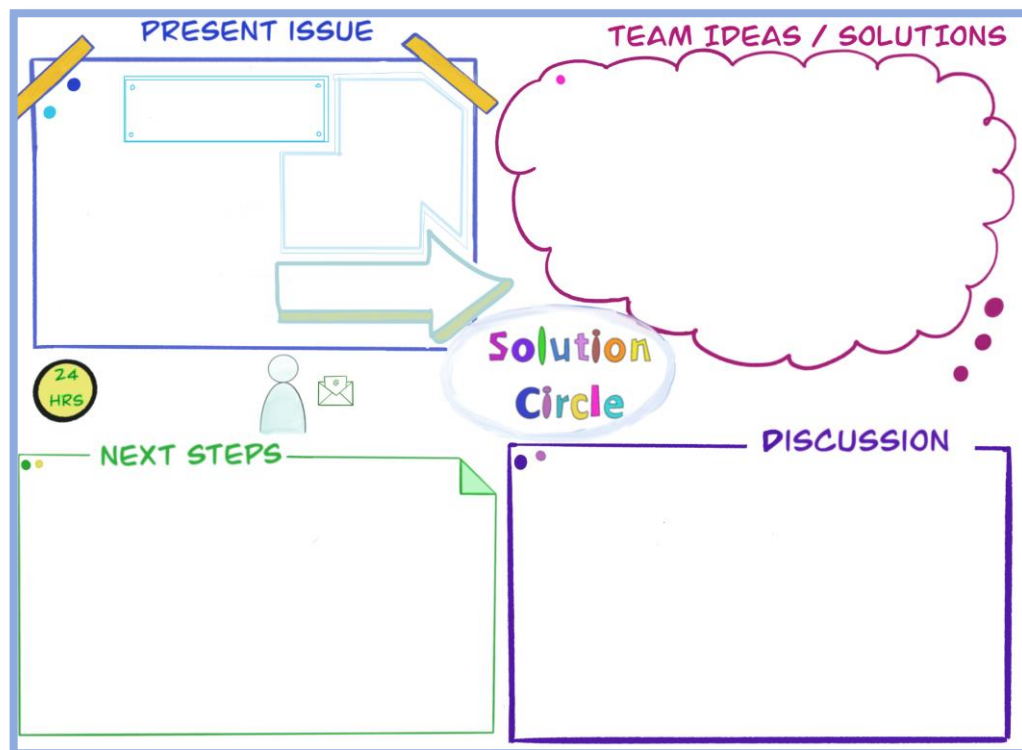 PRESENT ISSUE
TEAM IDEAS / SOLUTIONS
Solution
Circle
24
HRS
@
NEXT STEPS
DISCUSSION